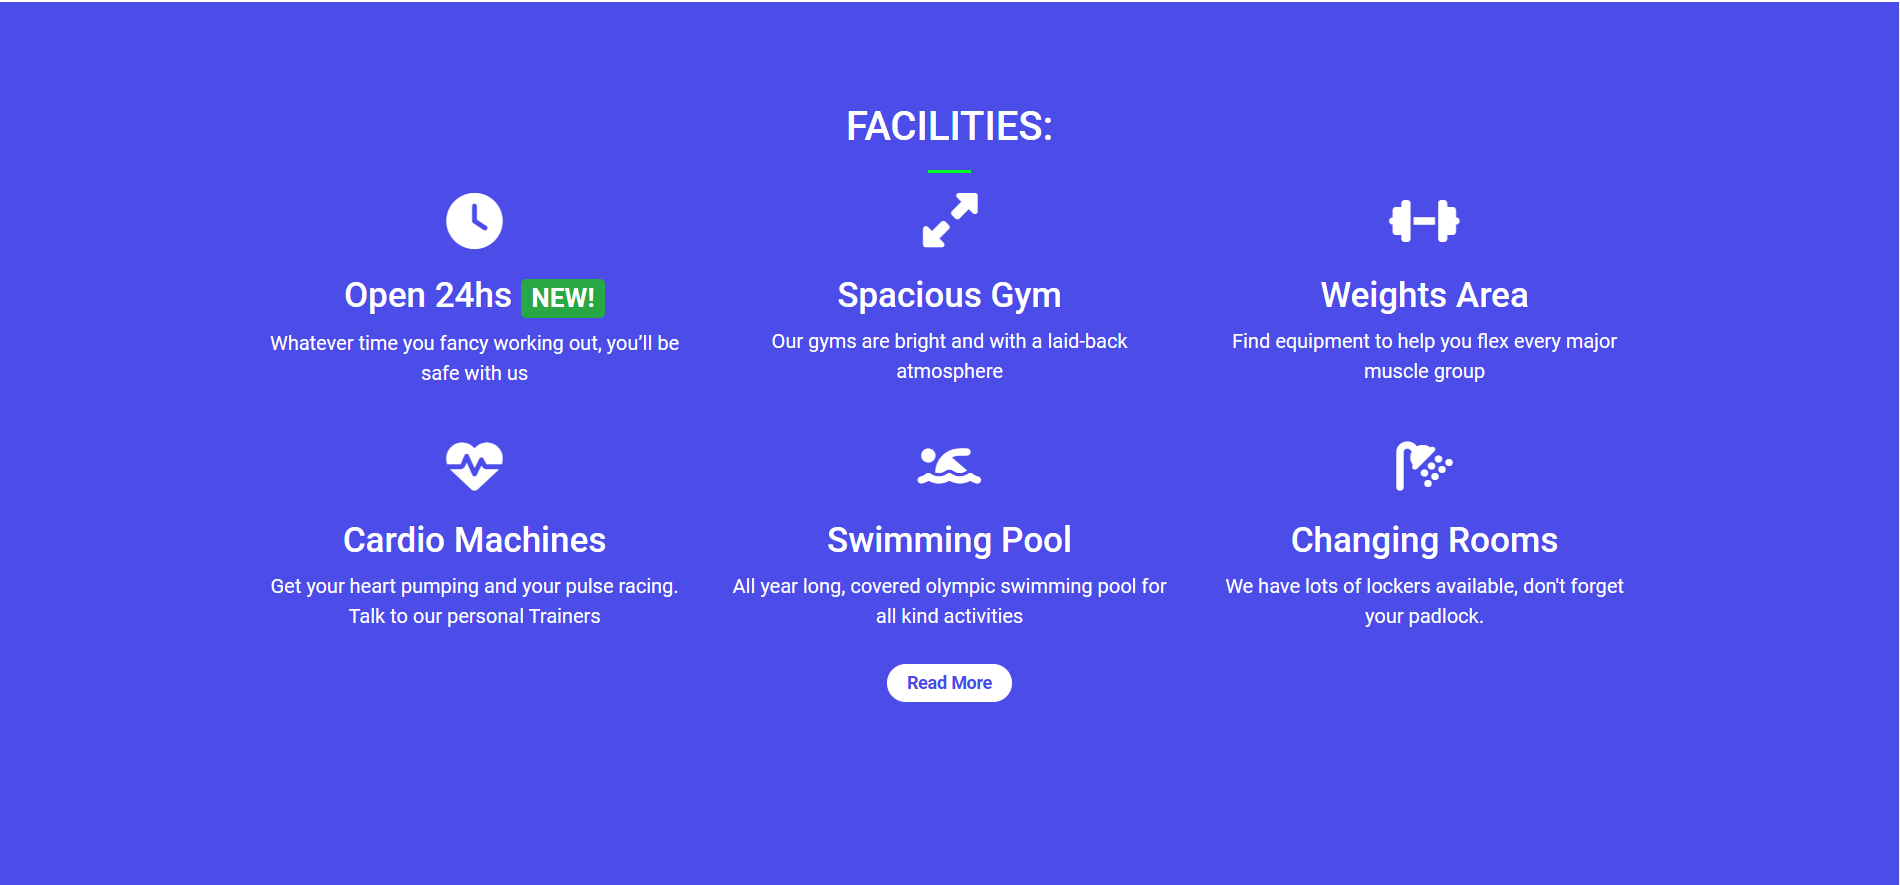 FACILITIES:
Open 24hs NEW!
Whatever time you fancy working out, you’ll be
safe with us
Spacious Gym
Our gyms are bright and with a laid-back
atmosphere
Weights Area
Find equipment to help you flex every major
muscle group
Cardio Machines
Get your heart pumping and your pulse racing.
Talk to our personal Trainers
Swimming Pool
All year long, covered olympic swimming pool for
all kind activities
Changing Rooms
We have lots of lockers available, don't forget
your padlock.
Read More